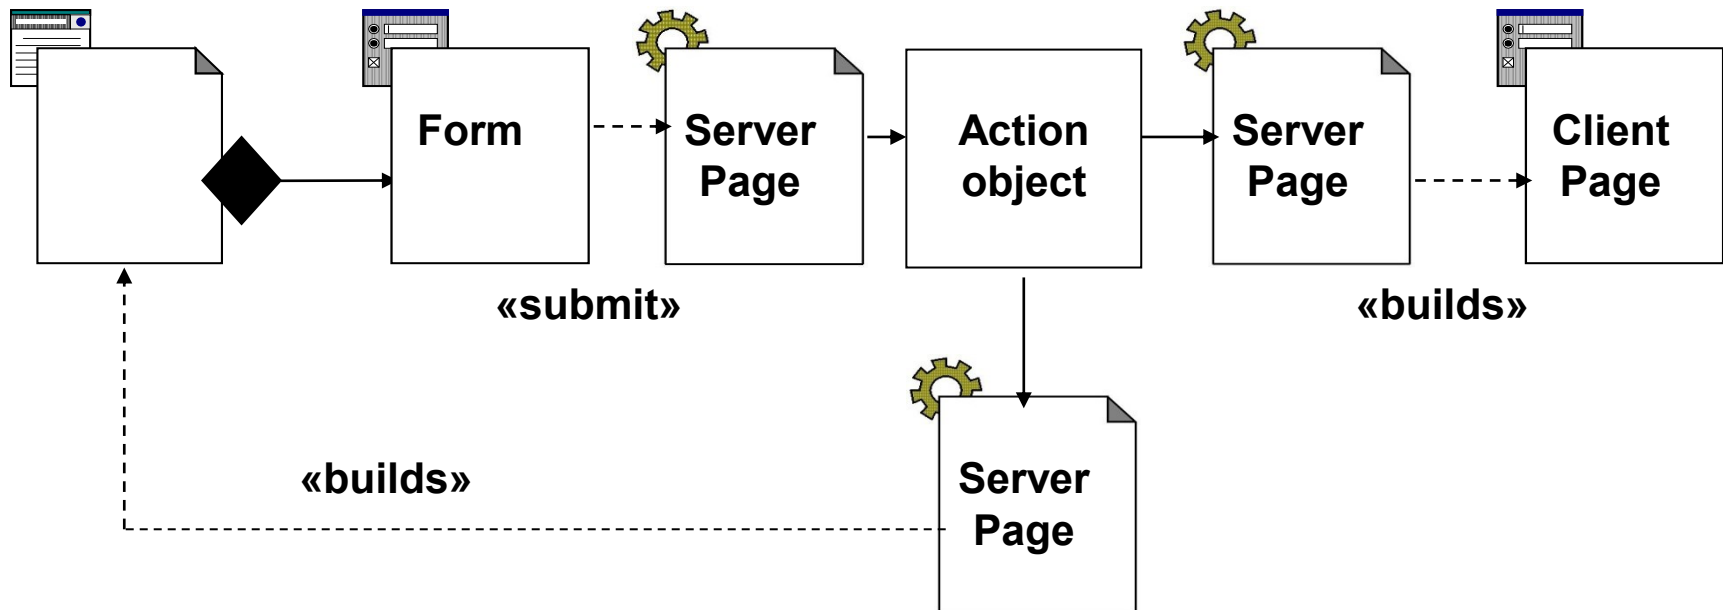 Form
Server
Page
Action
object
Server
Page
Client
Page
«submit»
«builds»
«builds»
Server
Page